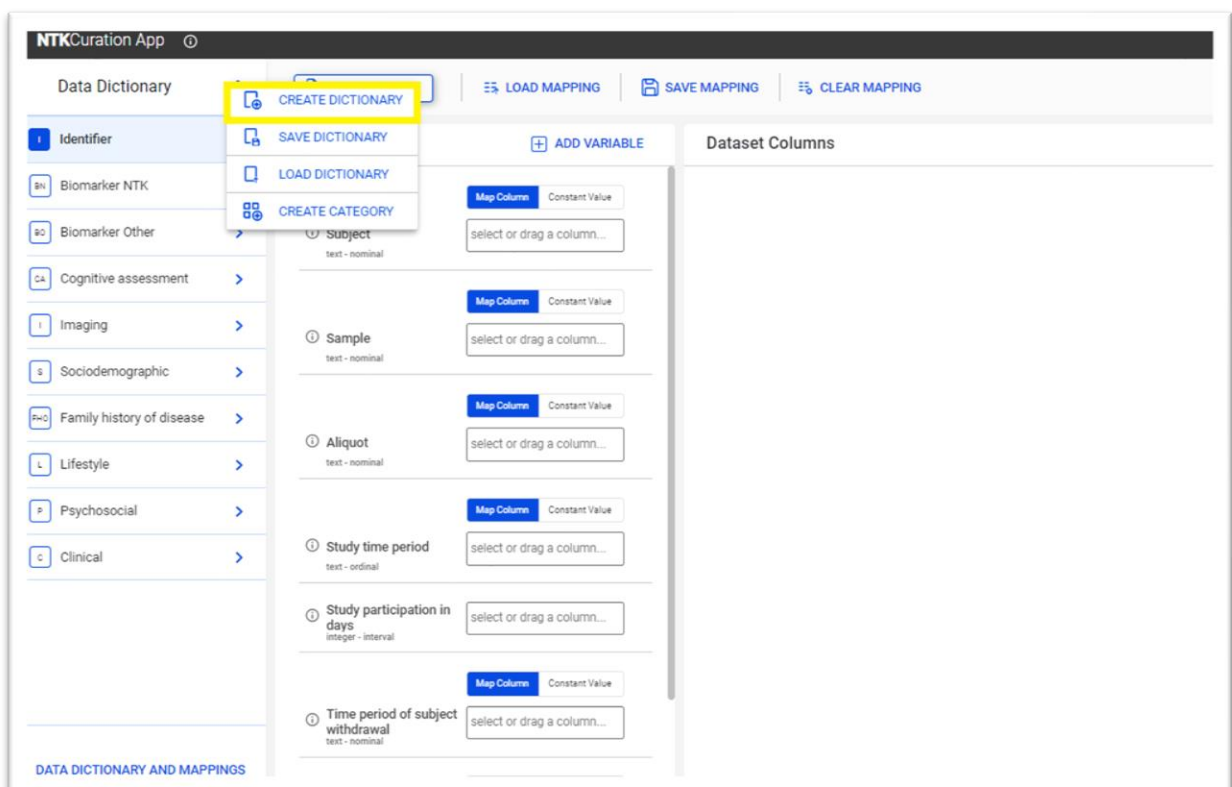 NTKCuration App
Data Dictionary
CREATE DICTIONARY
SAVE DICTIONARY
LOAD DICTIONARY
CREATE CATEGORY
LOAD MAPPING
SAVE MAPPING
CLEAR MAPPING
I Identifier
BN Biomarker NTK
BO Biomarker Other
CA Cognitive assessment
I Imaging
S Sociodemographic
FHO Family history of disease
L Lifestyle
P Psychosocial
C Clinical
DATA DICTIONARY AND MAPPINGS
ADD VARIABLE
Map Column Constant Value
Subject select or drag a column...
text - nominal
Map Column Constant Value
Sample select or drag a column...
text - nominal
Map Column Constant Value
Aliquot select or drag a column...
text - nominal
Map Column Constant Value
Study time period select or drag a column...
text - ordinal
Study participation in
days
select or drag a column...
integer - interval
Map Column Constant Value
Time period of subject
withdrawal
select or drag a column...
text - nominal
Dataset Columns